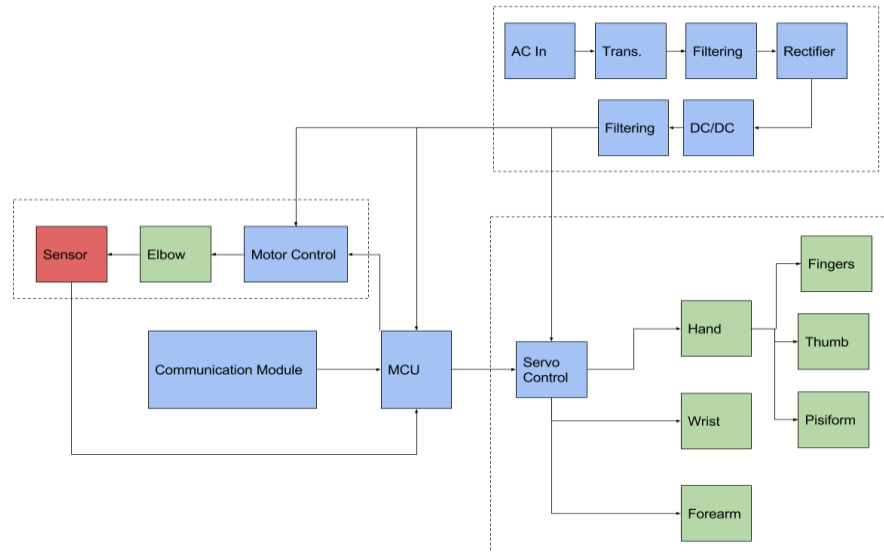 AC In
Trans.
Filtering
Rectifier
Filtering
DC/DC
Sensor
Elbow
Motor Control
Communication Module
MCU
Servo
Control
Hand
Fingers
Thumb
Pisiform
Wrist
Forearm